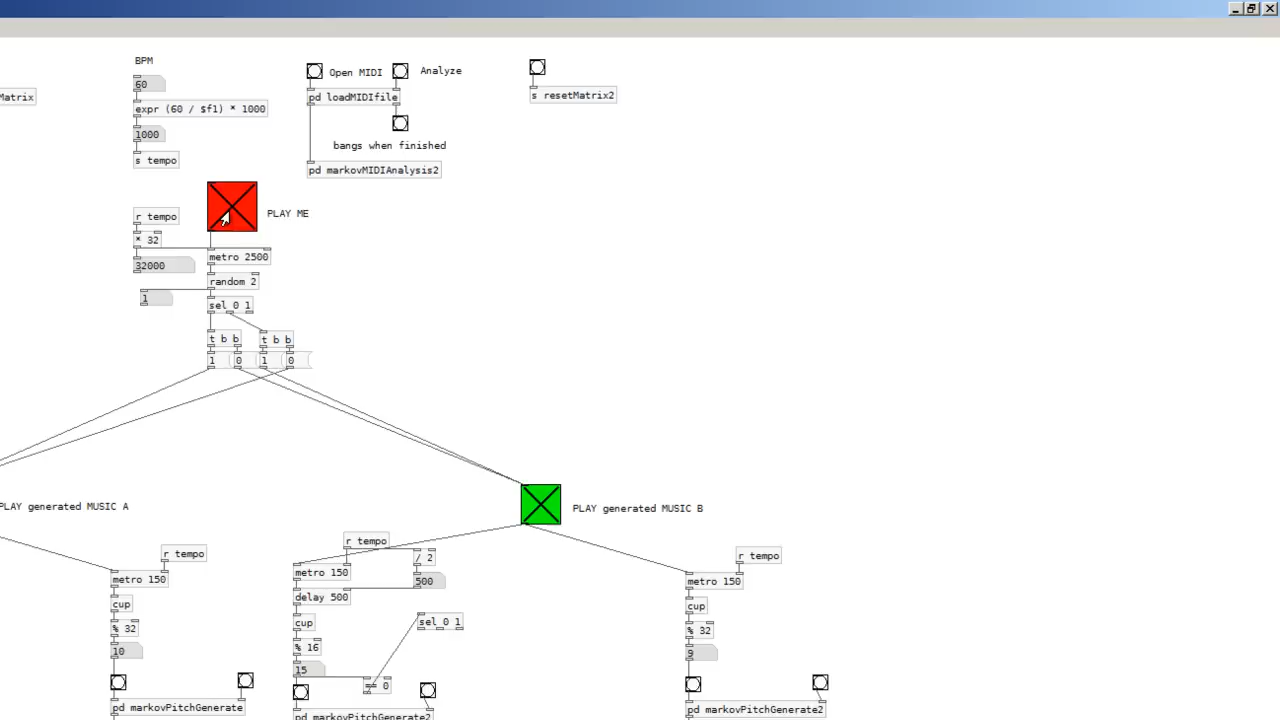 BPM
60
expr (60 / $f1) * 1000
1000
s tempo
Open MIDI
Analyze
pd loadMIDIfile
bangs when finished
pd markovMIDIAnalysis2
s resetMatrix2
Matrix
r tempo
* 32
32000
1
PLAY ME
metro 2500
random 2
sel 0 1
t b b
t b b
1
0
1
0
PLAY generated MUSIC A
PLAY generated MUSIC B
r tempo
metro 150
cup
% 32
10
pd markovPitchGenerate
r tempo
/ 2
metro 150
500
delay 500
cup
sel 0 1
% 16
15
== 0
pd markovPitchGenerate2
r tempo
metro 150
cup
% 32
9
pd markovPitchGenerate2